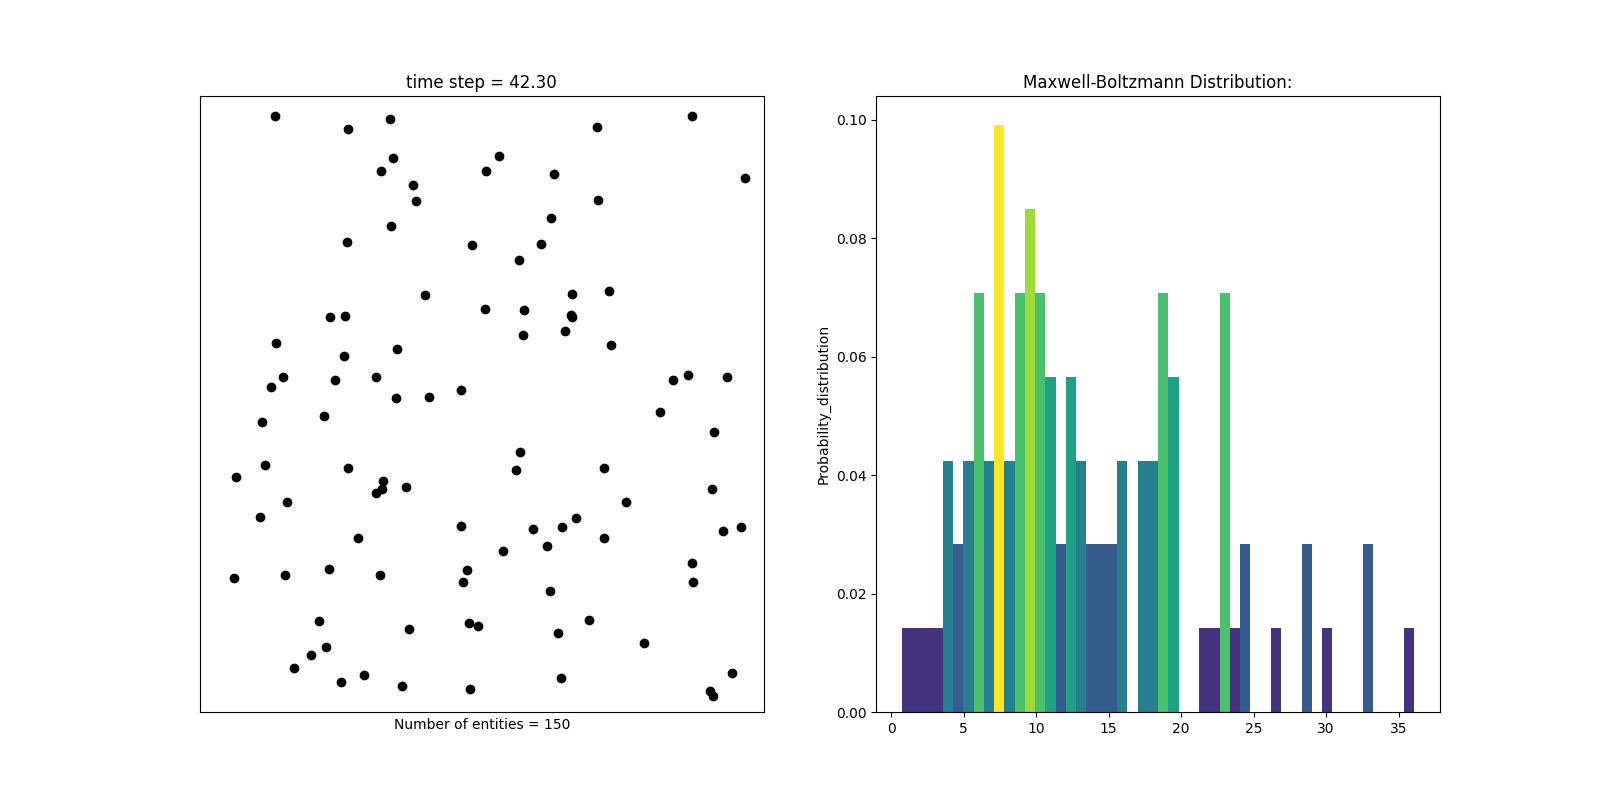 time step = 42.30
Number of entities = 150
Maxwell-Boltzmann Distribution:
Probability_distribution
0.10
0.08
0.06
0.04
0.02
0.00
0 5 10 15 20 25 30 35